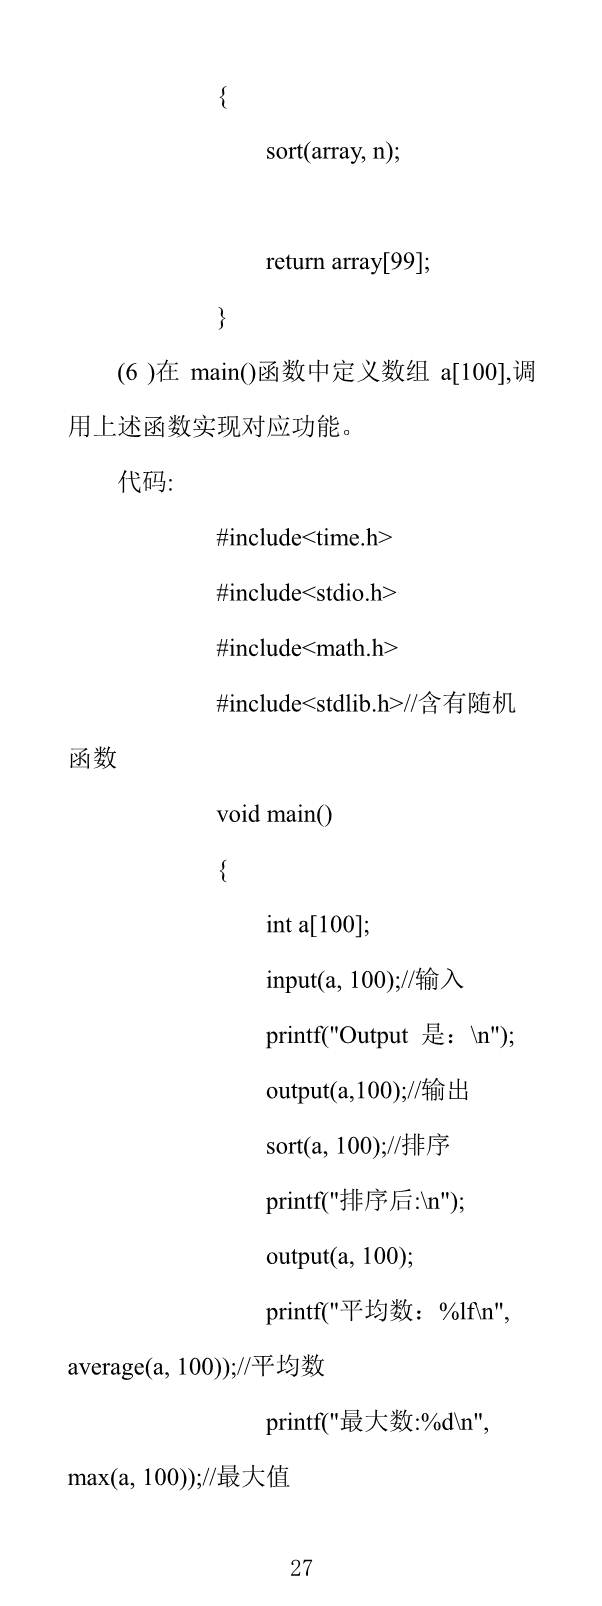 {
sort(array, n);
return array[99];
}
(6 )在 main()函数中定义数组 a[100],调
用上述函数实现对应功能。
代码:
#include<time.h>
#include<stdio.h>
#include<math.h>
#include<stdlib.h>//含有随机
函数
void main()
{
int a[100];
input(a, 100);//输入
printf("Output 是：\n");
output(a,100);//输出
sort(a, 100);//排序
printf("排序后:\n");
output(a, 100);
printf("平均数：%lf\n",
average(a, 100));//平均数
printf("最大数:%d\n",
max(a, 100));//最大值
27